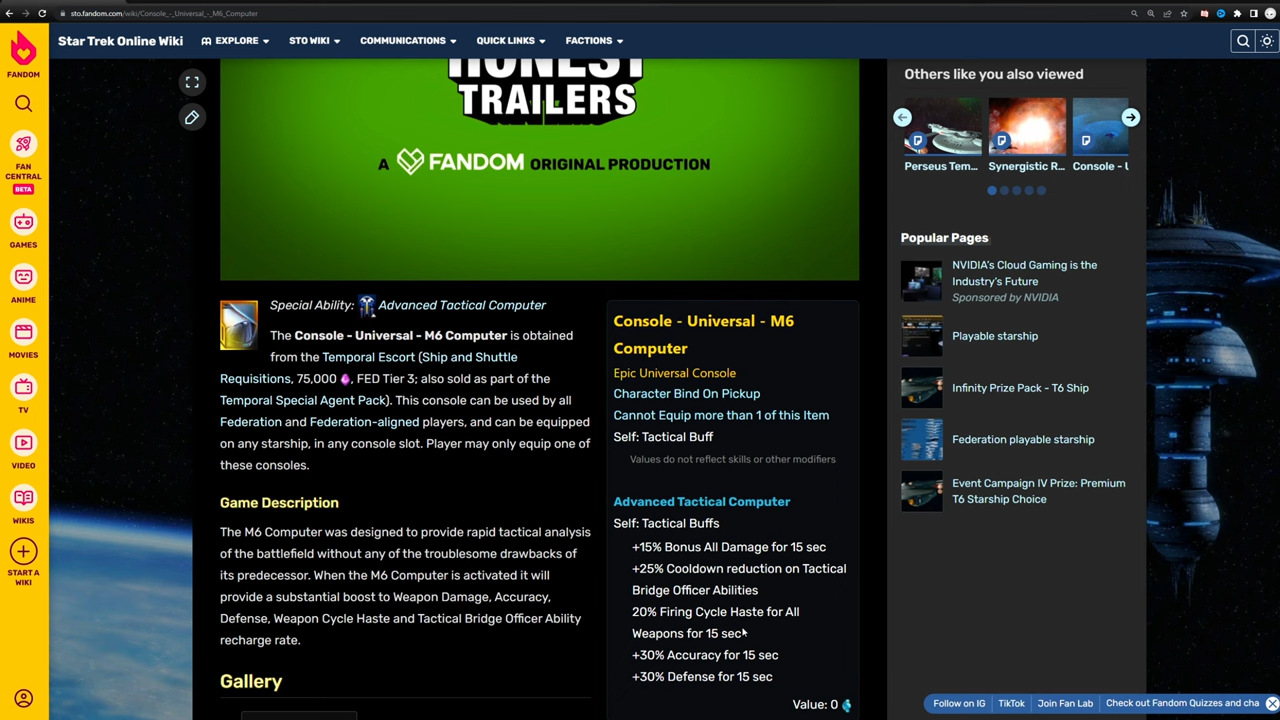 sto.fandom.com/wiki/Console_-_Universal_-_M6_Computer
FANDOM
FAN
CENTRAL
BETA
GAMES
ANIME
MOVIES
TV
VIDEO
WIKIS
START A
WIKI
Star Trek Online Wiki
EXPLORE
STO WIKI
COMMUNICATIONS
QUICK LINKS
FACTIONS
HONEST
TRAILERS
A FANDOM ORIGINAL PRODUCTION
Special Ability: Advanced Tactical Computer
The Console - Universal - M6 Computer is obtained
from the Temporal Escort (Ship and Shuttle
Requisitions, 75,000 , FED Tier 3; also sold as part of the
Temporal Special Agent Pack). This console can be used by all
Federation and Federation-aligned players, and can be equipped
on any starship, in any console slot. Player may only equip one of
these consoles.
Game Description
The M6 Computer was designed to provide rapid tactical analysis
of the battlefield without any of the troublesome drawbacks of
its predecessor. When the M6 Computer is activated it will
provide a substantial boost to Weapon Damage, Accuracy,
Defense, Weapon Cycle Haste and Tactical Bridge Officer Ability
recharge rate.
Gallery
Console - Universal - M6
Computer
Epic Universal Console
Character Bind On Pickup
Cannot Equip more than 1 of this Item
Self: Tactical Buff
Values do not reflect skills or other modifiers
Advanced Tactical Computer
Self: Tactical Buffs
+15% Bonus All Damage for 15 sec
+25% Cooldown reduction on Tactical
Bridge Officer Abilities
20% Firing Cycle Haste for All
Weapons for 15 sec
+30% Accuracy for 15 sec
+30% Defense for 15 sec
Value: 0
Others like you also viewed
Perseus Tem...
Synergistic R...
Console - U
Popular Pages
NVIDIA's Cloud Gaming is the
Industry's Future
Sponsored by NVIDIA
Playable starship
Infinity Prize Pack - T6 Ship
Federation playable starship
Event Campaign IV Prize: Premium
T6 Starship Choice
Follow on IG
TikTok
Join Fan Lab
Check out Fandom Quizzes and cha